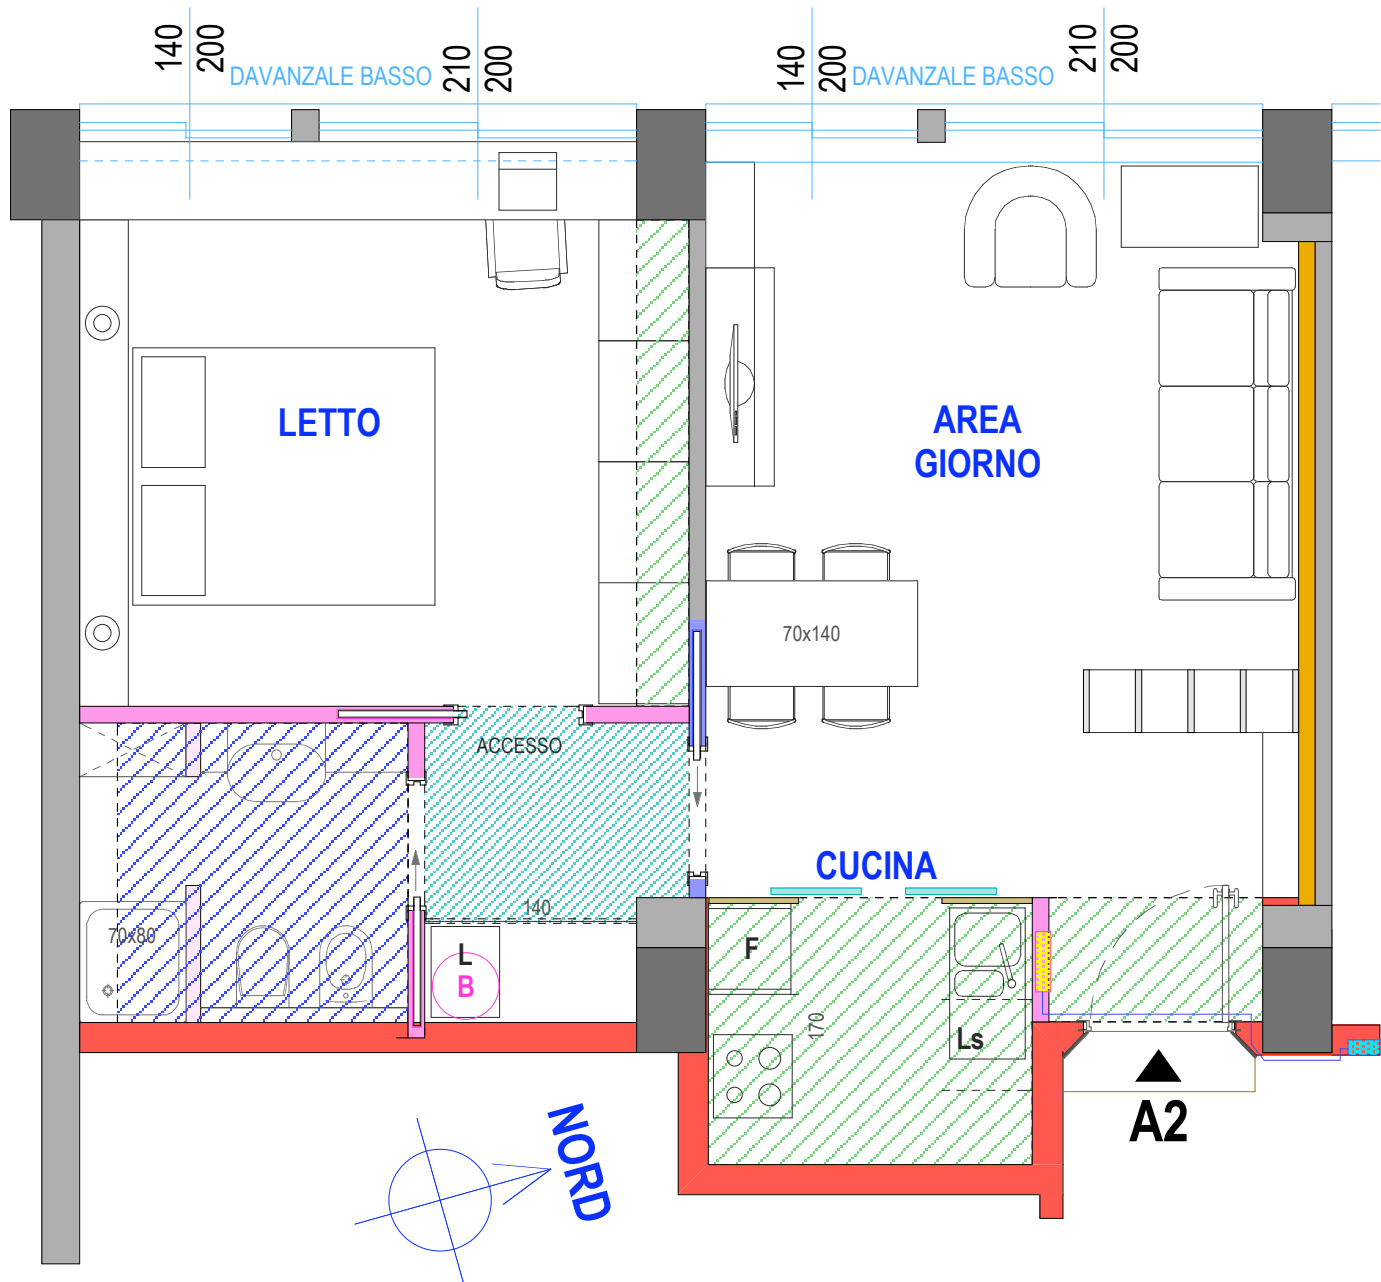 140
200
DAVANZALE BASSO
210
200
140
200
DAVANZALE BASSO
210
200
LETTO
AREA
GIORNO
70x140
ACCESSO
CUCINA
140
70x80
L
B
F
170
Ls
A2
NORD